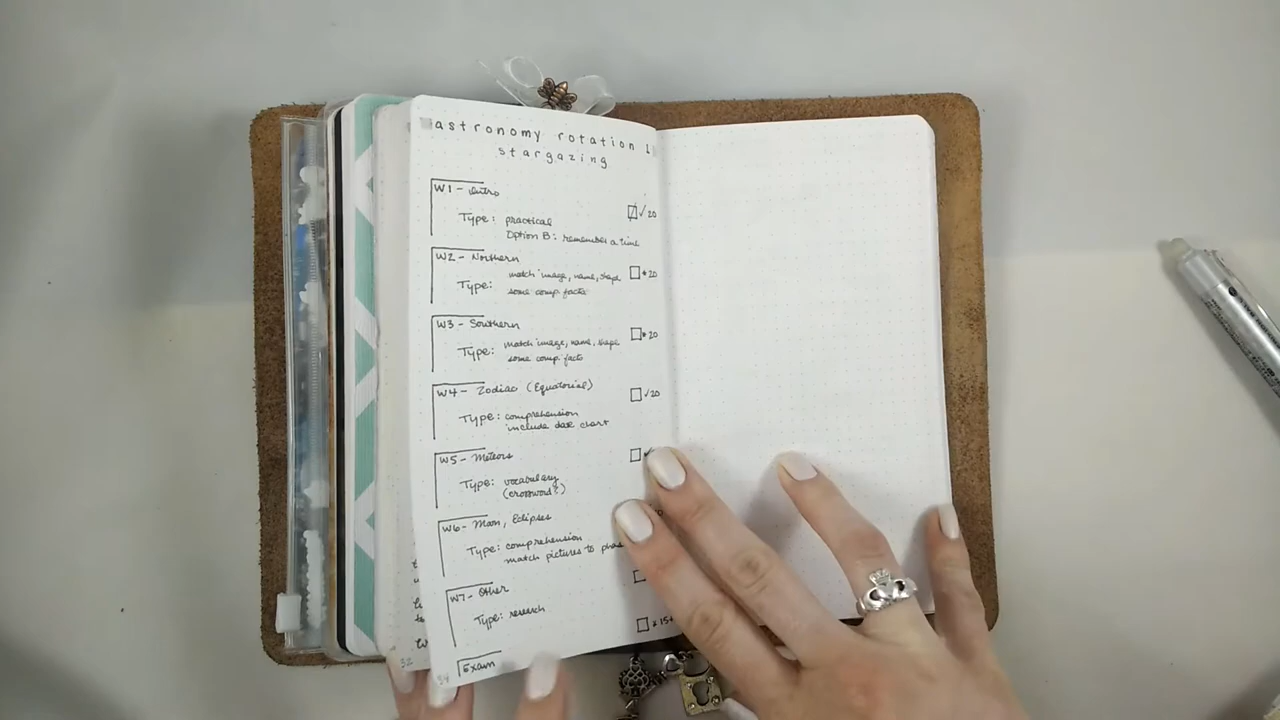 astronomy rotation 1
stargazing
W1 - Intro
Type: practical ✓ 20
Option B: remember a time
W2 - Northern
match image, name, shape * 20
Type: some comp. facts
W3 - Southern
match image, name, shape * 20
Type: some comp. facts
W4 - Zodiac (Equatorial)
✓ 20
Type: comprehension
include date chart
W5 - Meteors
Type: vocabulary
(crossword?)
W6 - Moon, Eclipses
Type: comprehension
match pictures to
W7 - Other
Type: research
* 15
Exam
32
34